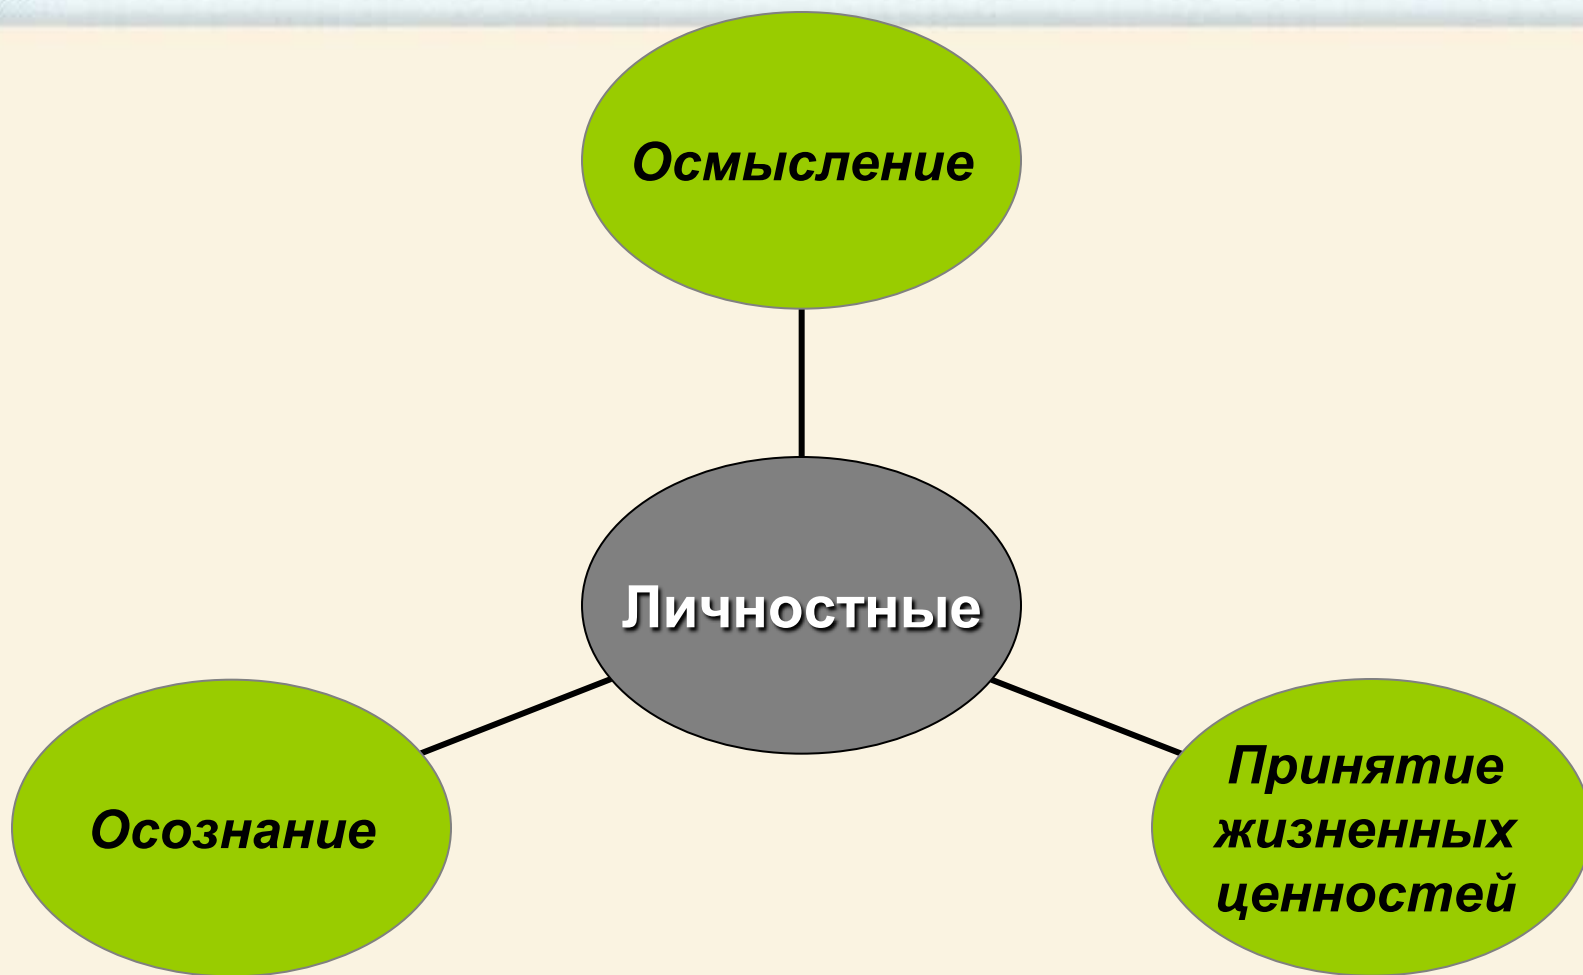 Осмысление
Личностные
Осознание
Принятие
жизненных
ценностей